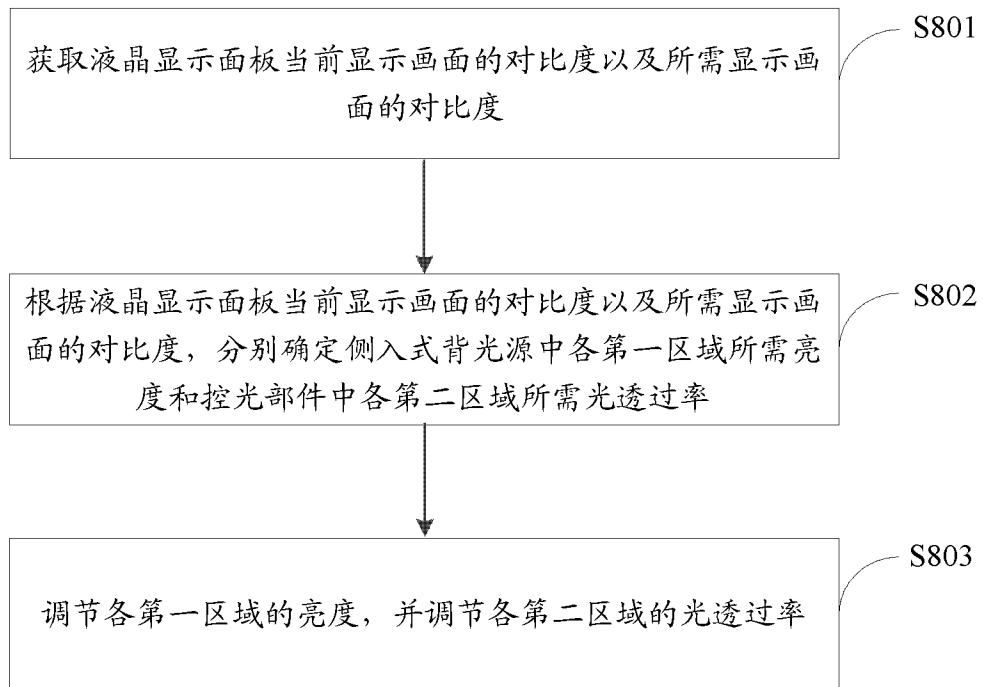 S801
获取液晶显示面板当前显示画面的对比度以及所需显示画
面的对比度
S802
根据液晶显示面板当前显示画面的对比度以及所需显示画
面的对比度，分别确定侧入式背光源中各第一区域所需亮
度和控光部件中各第二区域所需光透过率
S803
调节各第一区域的亮度，并调节各第二区域的光透过率